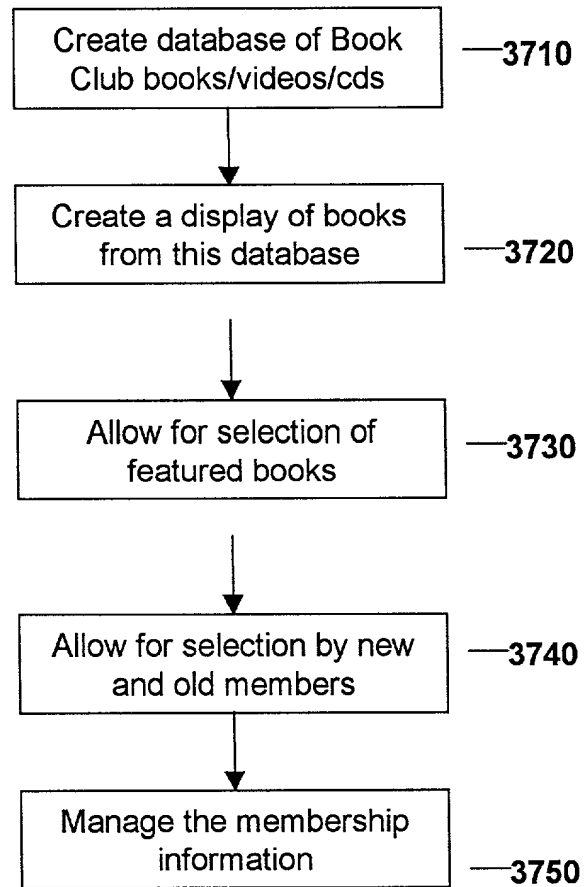 Create database of Book
Club books/videos/cds
3710
Create a display of books
from this database
3720
Allow for selection of
featured books
3730
Allow for selection by new
and old members
3740
Manage the membership
information
3750